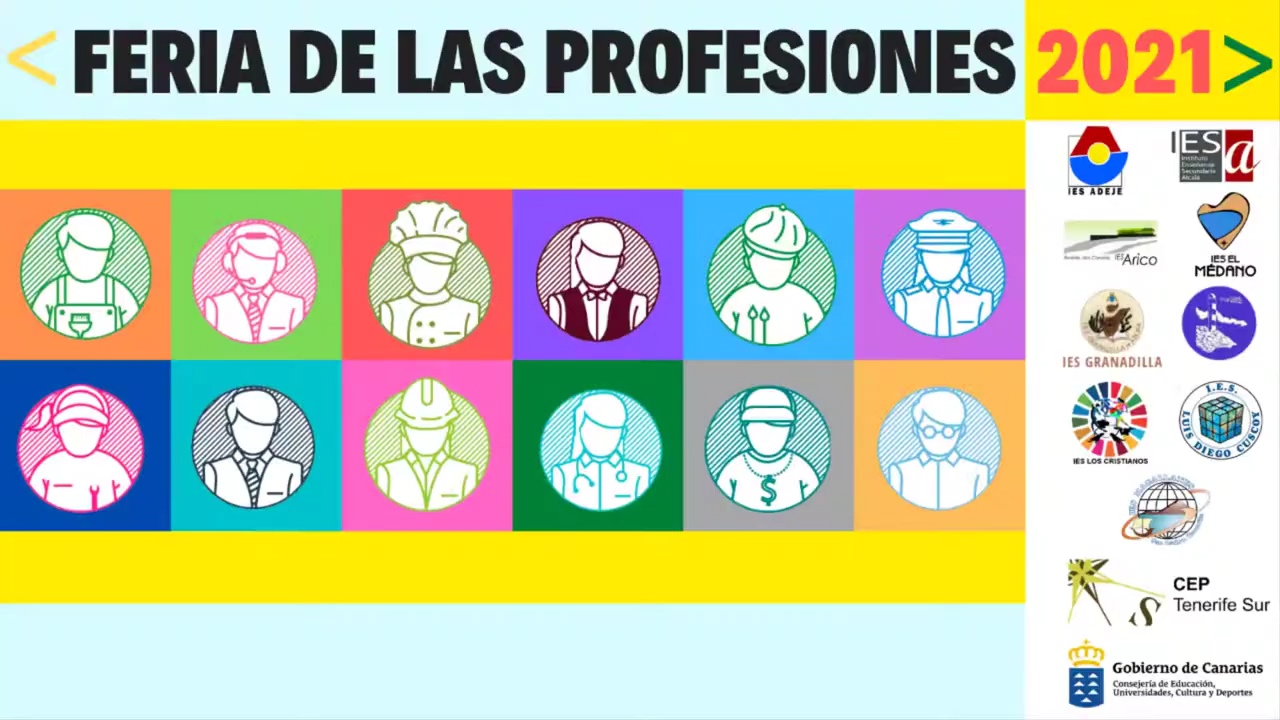 < FERIA DE LAS PROFESIONES 2021 >
IES ADEJE
IES a
Instituto
Enseñanza
Secundaria
Alcalá
IES Arico
IES EL
MÉDANO
IES GRANADILLA
IES LOS CRISTIANOS
I.E.S.
LUIS DIEGO CUSCOY
CEP
Tenerife Sur
S
Gobierno de Canarias
Consejería de Educación,
Universidades, Cultura y Deportes
$